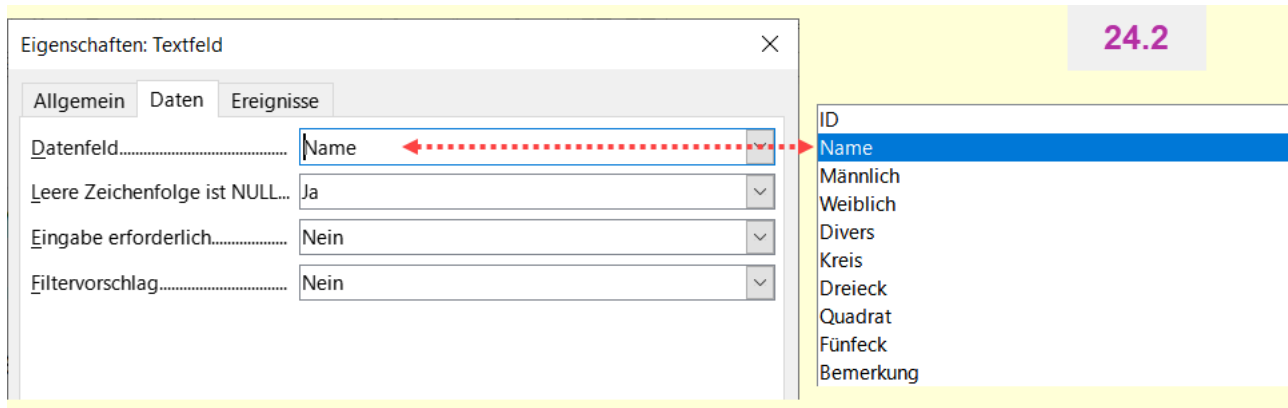 Eigenschaften: Textfeld
24.2
Allgemein Daten Ereignisse
Datenfeld....................................... Name
Leere Zeichenfolge ist NULL... Ja
Eingabe erforderlich................... Nein
Filtervorschlag................................ Nein
ID
Name
Männlich
Weiblich
Divers
Kreis
Dreieck
Quadrat
Fünfeck
Bemerkung